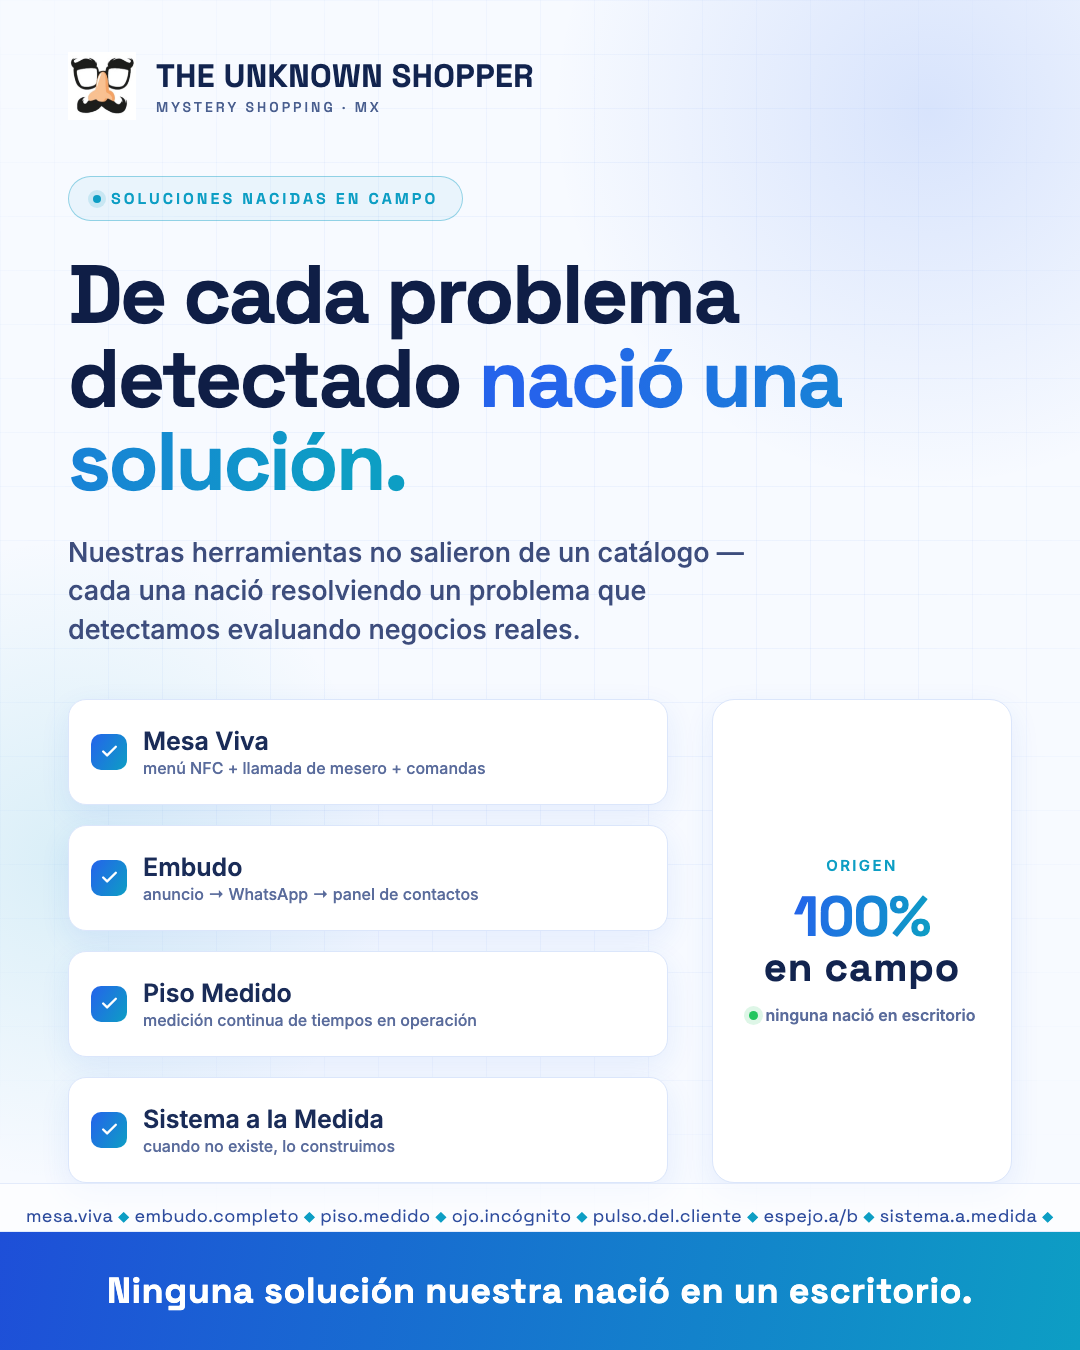 THE UNKNOWN SHOPPER
MYSTERY SHOPPING · MX
SOLUCIONES NACIDAS EN CAMPO
De cada problema
detectado nació una
solución.
Nuestras herramientas no salieron de un catálogo —
cada una nació resolviendo un problema que
detectamos evaluando negocios reales.
Mesa Viva
menú NFC + llamada de mesero + comandas
Embudo
anuncio → WhatsApp → panel de contactos
Piso Medido
medición continua de tiempos en operación
Sistema a la Medida
cuando no existe, lo construimos
ORIGEN
100%
en campo
ninguna nació en escritorio
mesa.viva ◆ embudo.completo ◆ piso.medido ◆ ojo.incógnito ◆ pulso.del.cliente ◆ espejo.a/b ◆ sistema.a.medida ◆
Ninguna solución nuestra nació en un escritorio.